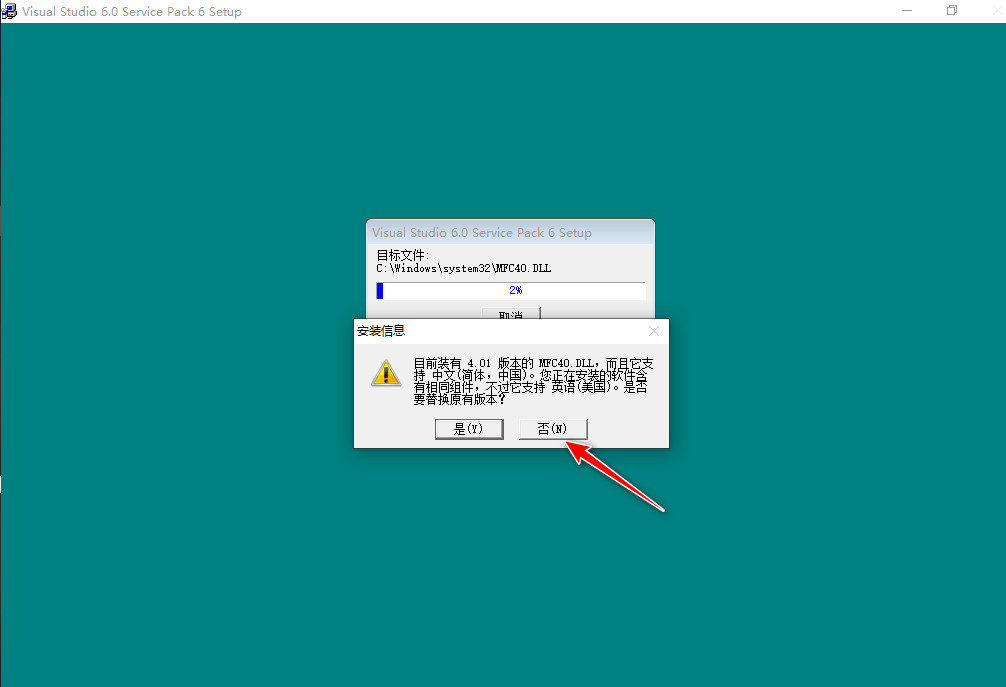 Visual Studio 6.0 Service Pack 6 Setup
Visual Studio 6.0 Service Pack 6 Setup
目标文件:
C:\Windows\system32\MFC40.DLL
2%
取消
安装信息
目前装有 4.01 版本的 MFC40.DLL，而且它支
持 中文(简体，中国)。您正在安装的软件含
有相同组件，不过它支持 英语(美国)。是否
要替换原有版本?
是(Y)
否(N)